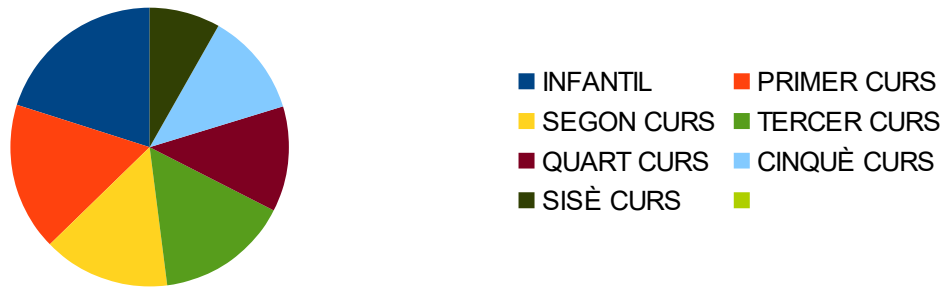 INFANTIL PRIMER CURS
SEGON CURS TERCER CURS
QUART CURS CINQUÈ CURS
SISÈ CURS